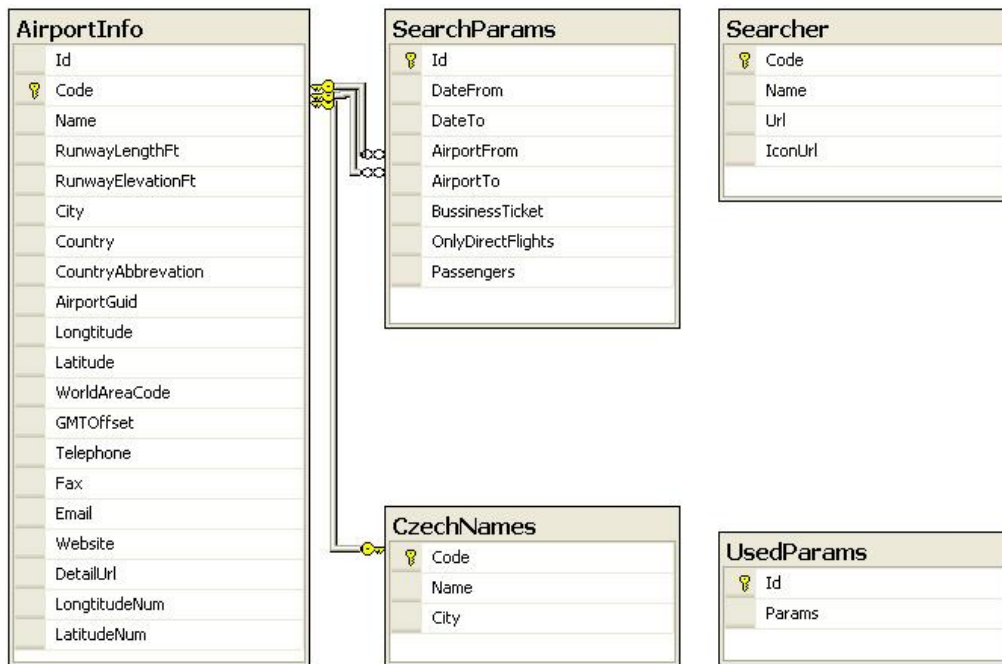 AirportInfo
Id
Code
Name
RunwayLengthFt
RunwayElevationFt
City
Country
CountryAbbrevation
AirportGuid
Longtitude
Latitude
WorldAreaCode
GMTOffset
Telephone
Fax
Email
Website
DetailUrl
LongtitudeNum
LatitudeNum
SearchParams
Id
DateFrom
DateTo
AirportFrom
AirportTo
BussinessTicket
OnlyDirectFlights
Passengers
Searcher
Code
Name
Url
IconUrl
CzechNames
Code
Name
City
UsedParams
Id
Params